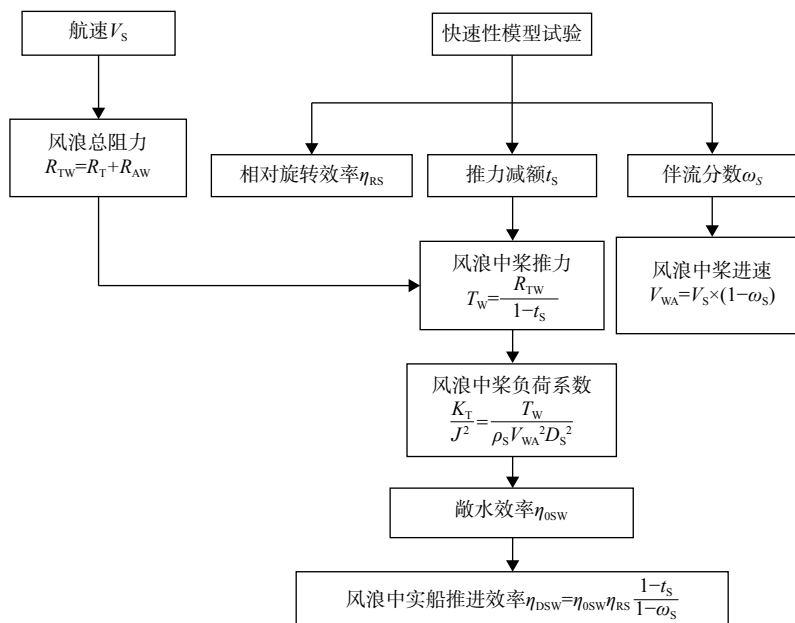 航速V_S
快速性模型试验
风浪总阻力
R_TW=R_T+R_AW
相对旋转效率η_RS
推力减额t_S
伴流分数ω_S
风浪中桨推力
T_W=R_TW/(1−t_S)
风浪中桨进速
V_WA=V_S×(1−ω_S)
风浪中桨负荷系数
K_T/J²=T_W/(ρ_S V_WA² D_S²)
敞水效率η_0SW
风浪中实船推进效率η_DSW=η_0SW η_RS (1−t_S)/(1−ω_S)